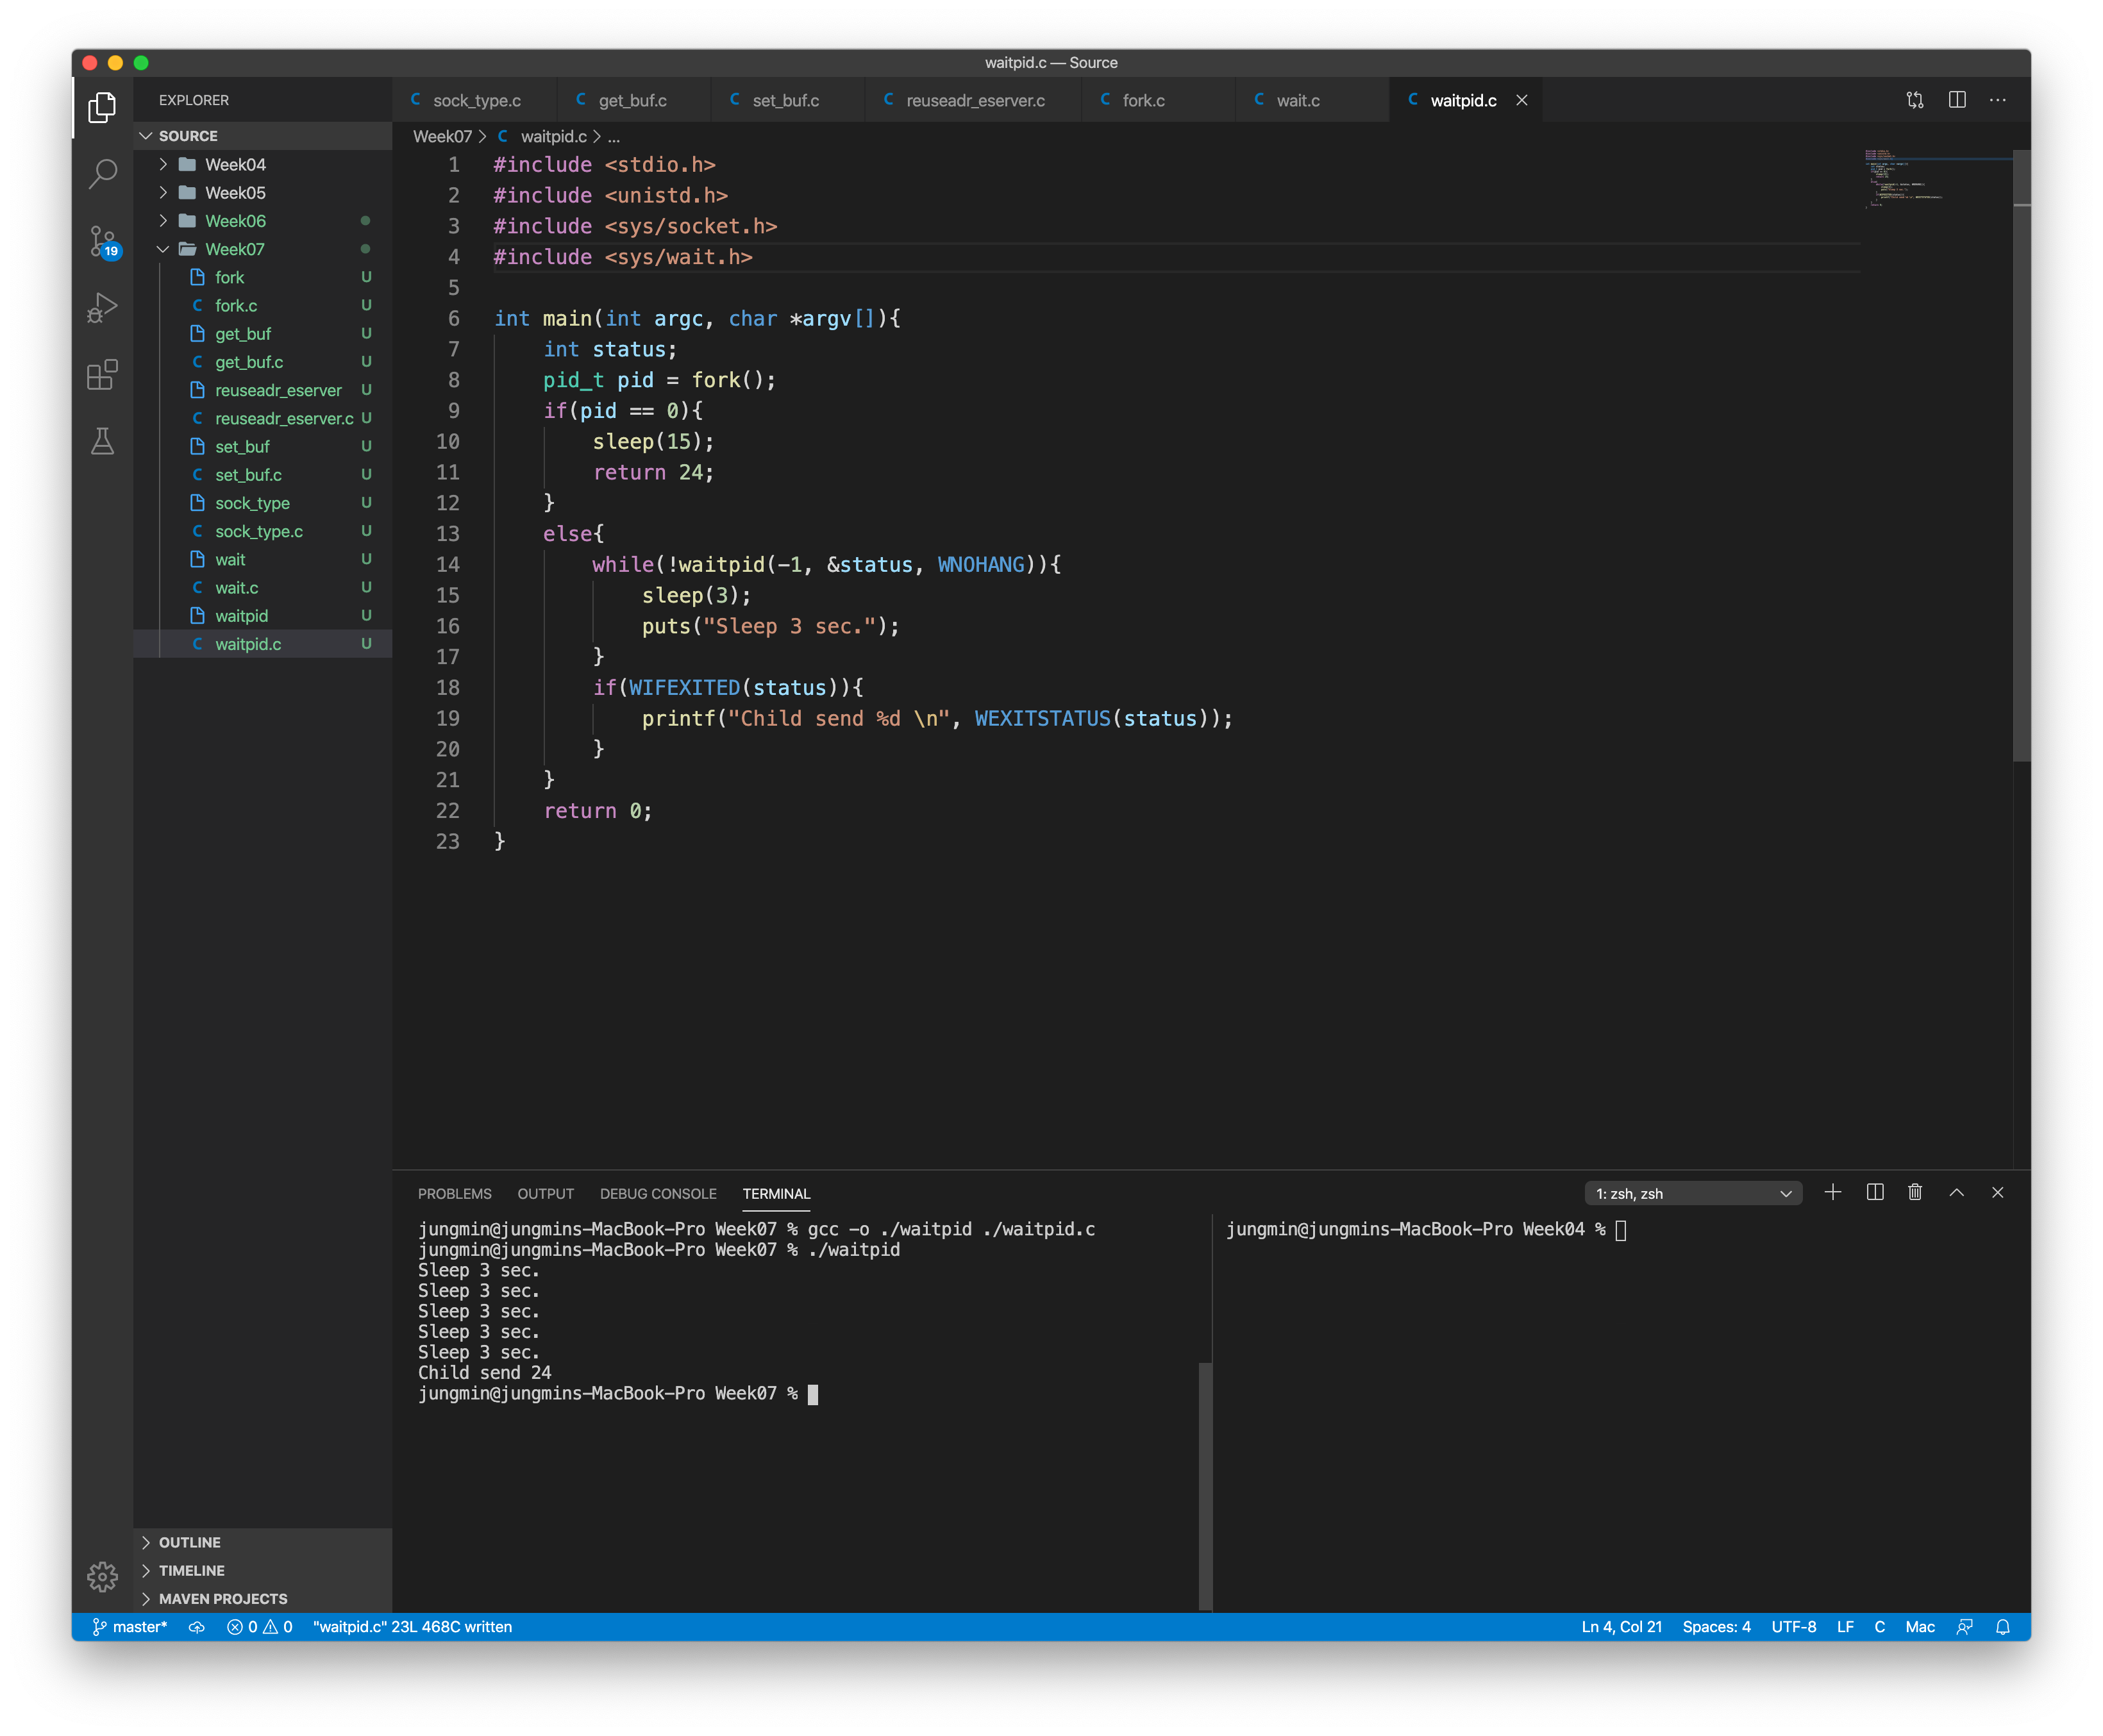 waitpid.c — Source
EXPLORER
SOURCE
Week04
Week05
Week06
Week07
fork U
fork.c U
get_buf U
get_buf.c U
reuseadr_eserver U
reuseadr_eserver.c U
set_buf U
set_buf.c U
sock_type U
sock_type.c U
wait U
wait.c U
waitpid U
waitpid.c U
19
OUTLINE
TIMELINE
MAVEN PROJECTS
C sock_type.c C get_buf.c C set_buf.c C reuseadr_eserver.c C fork.c C wait.c C waitpid.c
Week07 > C waitpid.c > ...
1 #include <stdio.h>
2 #include <unistd.h>
3 #include <sys/socket.h>
4 #include <sys/wait.h>
5
6 int main(int argc, char *argv[]){
7 int status;
8 pid_t pid = fork();
9 if(pid == 0){
10 sleep(15);
11 return 24;
12 }
13 else{
14 while(!waitpid(-1, &status, WNOHANG)){
15 sleep(3);
16 puts("Sleep 3 sec.");
17 }
18 if(WIFEXITED(status)){
19 printf("Child send %d \n", WEXITSTATUS(status));
20 }
21 }
22 return 0;
23 }
PROBLEMS OUTPUT DEBUG CONSOLE TERMINAL 1: zsh, zsh
jungmin@jungmins-MacBook-Pro Week07 % gcc -o ./waitpid ./waitpid.c
jungmin@jungmins-MacBook-Pro Week07 % ./waitpid
Sleep 3 sec.
Sleep 3 sec.
Sleep 3 sec.
Sleep 3 sec.
Sleep 3 sec.
Child send 24
jungmin@jungmins-MacBook-Pro Week07 %
jungmin@jungmins-MacBook-Pro Week04 %
master* 0 0 "waitpid.c" 23L 468C written Ln 4, Col 21 Spaces: 4 UTF-8 LF C Mac